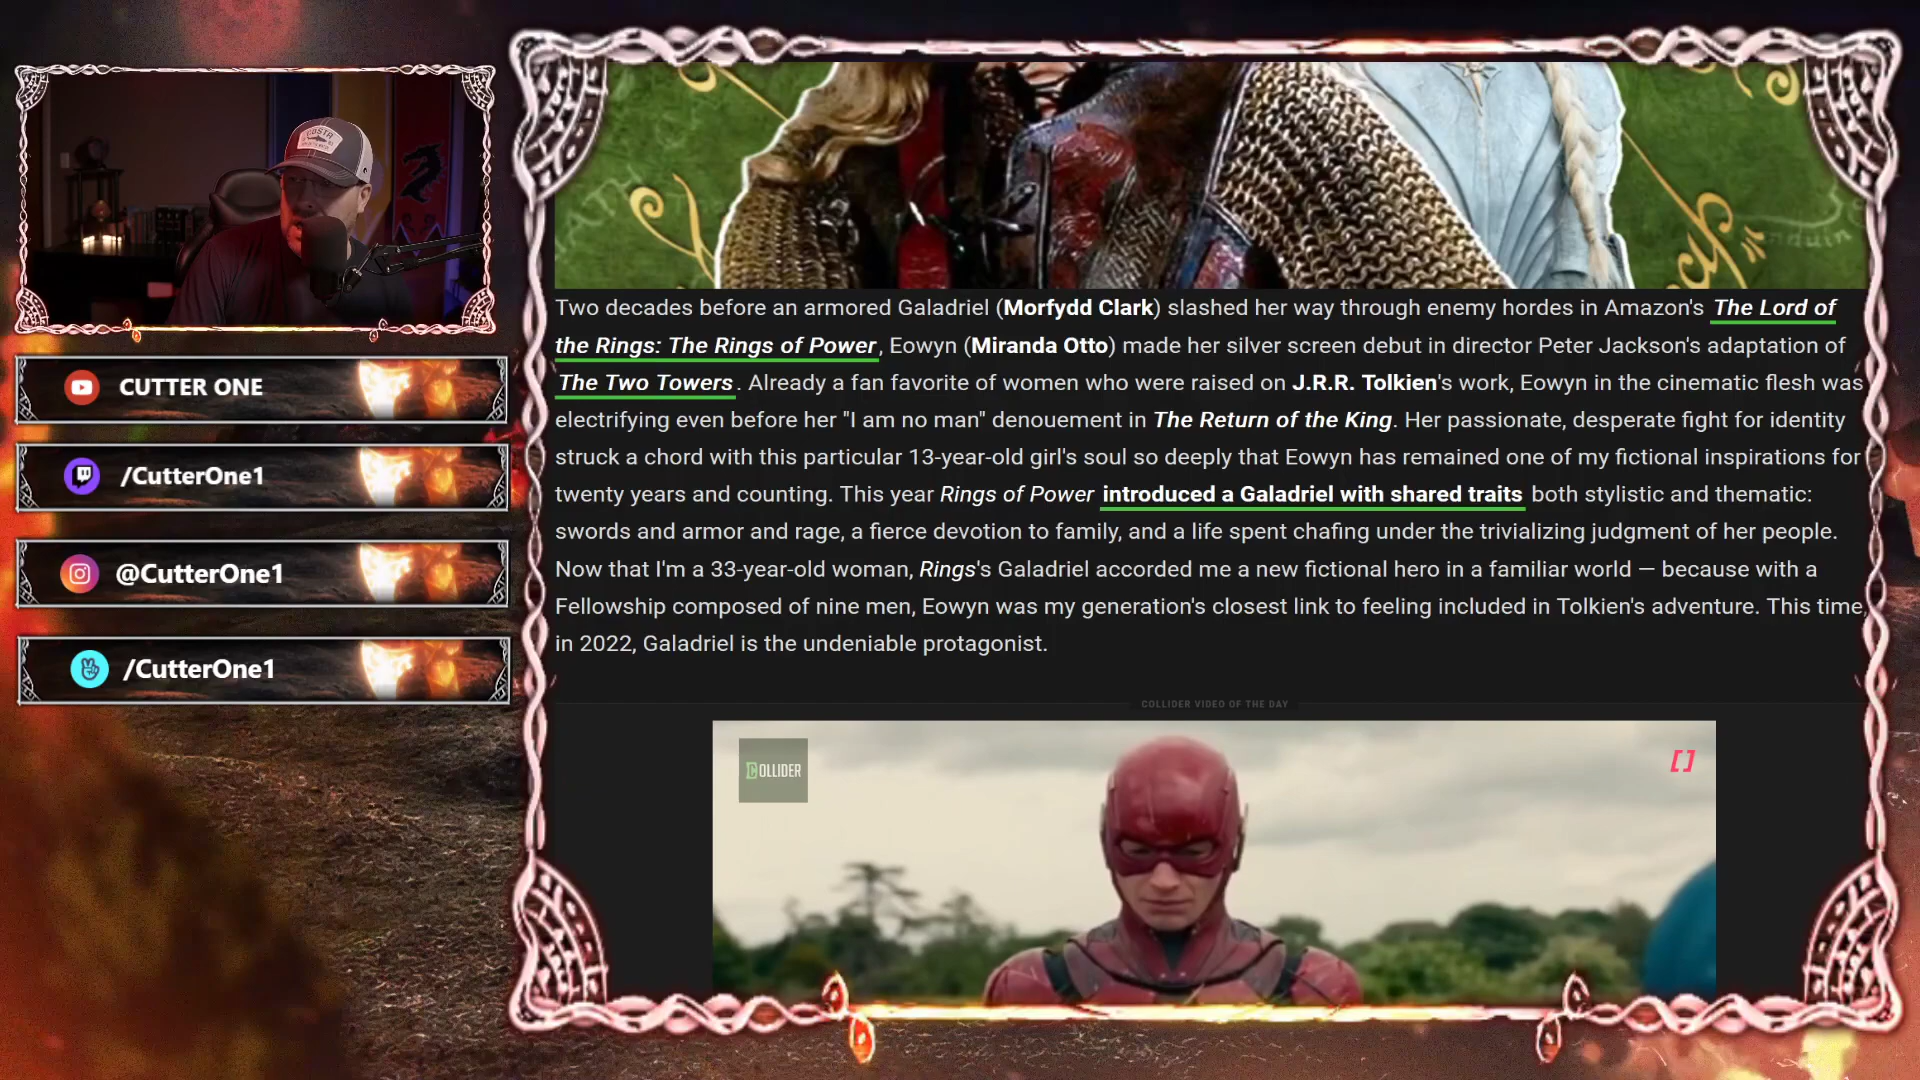 CUTTER ONE
/CutterOne1
@CutterOne1
/CutterOne1
Two decades before an armored Galadriel (Morfydd Clark) slashed her way through enemy hordes in Amazon's The Lord of
the Rings: The Rings of Power, Eowyn (Miranda Otto) made her silver screen debut in director Peter Jackson's adaptation of
The Two Towers. Already a fan favorite of women who were raised on J.R.R. Tolkien's work, Eowyn in the cinematic flesh was
electrifying even before her "I am no man" denouement in The Return of the King. Her passionate, desperate fight for identity
struck a chord with this particular 13-year-old girl's soul so deeply that Eowyn has remained one of my fictional inspirations for
twenty years and counting. This year Rings of Power introduced a Galadriel with shared traits both stylistic and thematic:
swords and armor and rage, a fierce devotion to family, and a life spent chafing under the trivializing judgment of her people.
Now that I'm a 33-year-old woman, Rings's Galadriel accorded me a new fictional hero in a familiar world — because with a
Fellowship composed of nine men, Eowyn was my generation's closest link to feeling included in Tolkien's adventure. This time,
in 2022, Galadriel is the undeniable protagonist.
COLLIDER VIDEO OF THE DAY
COLLIDER